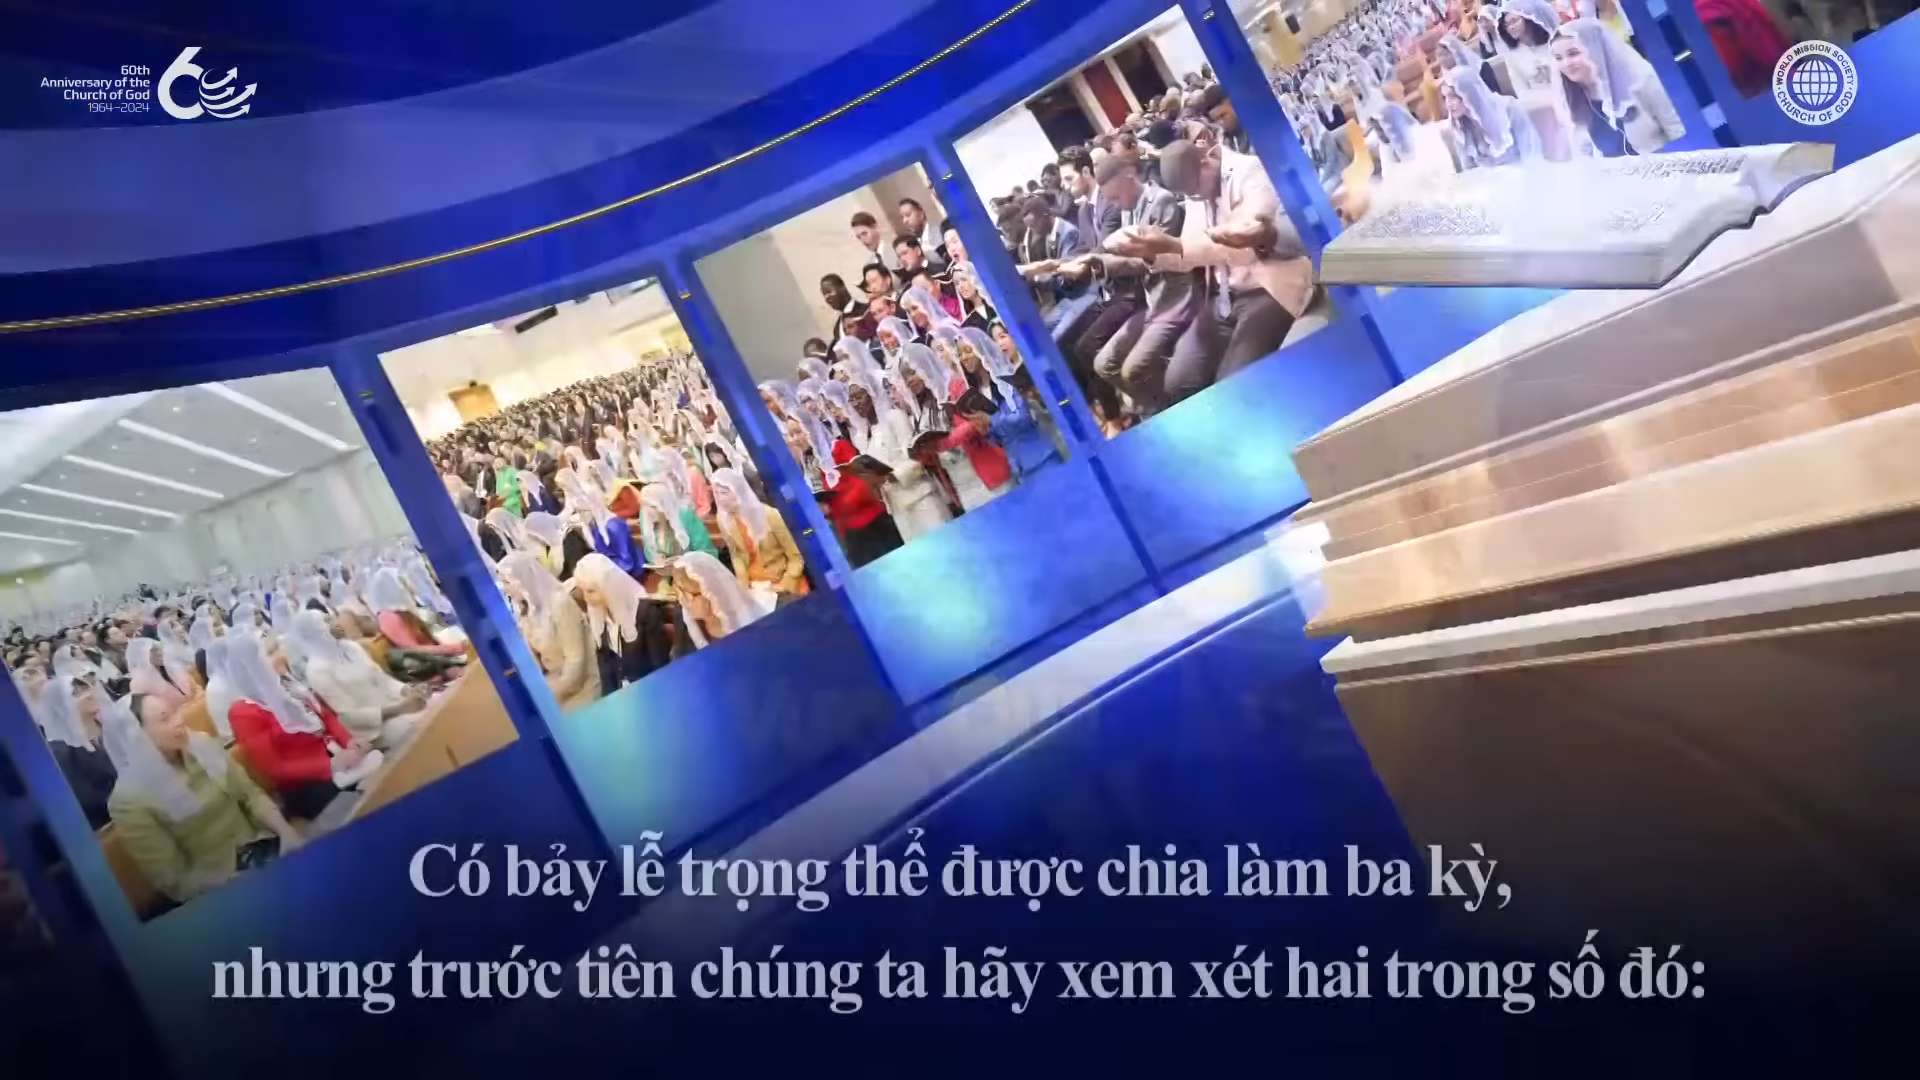 60th
Anniversary of the
Church of God
1964–2024
60
WORLD MISSION SOCIETY
CHURCH OF GOD
Có bảy lễ trọng thể được chia làm ba kỳ,
nhưng trước tiên chúng ta hãy xem xét hai trong số đó: